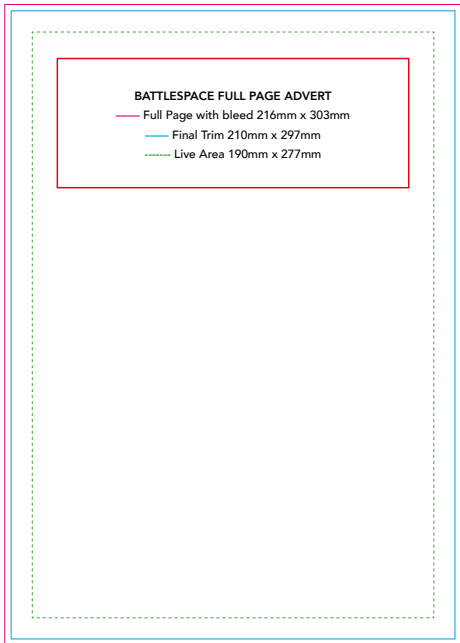 BATTLESPACE FULL PAGE ADVERT
Full Page with bleed 216mm x 303mm
Final Trim 210mm x 297mm
Live Area 190mm x 277mm